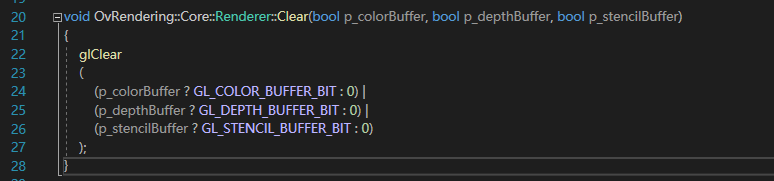 20 void OvRendering::Core::Renderer::Clear(bool p_colorBuffer, bool p_depthBuffer, bool p_stencilBuffer)
21 {
22 glClear
23 (
24 (p_colorBuffer ? GL_COLOR_BUFFER_BIT : 0) |
25 (p_depthBuffer ? GL_DEPTH_BUFFER_BIT : 0) |
26 (p_stencilBuffer ? GL_STENCIL_BUFFER_BIT : 0)
27 );
28 }